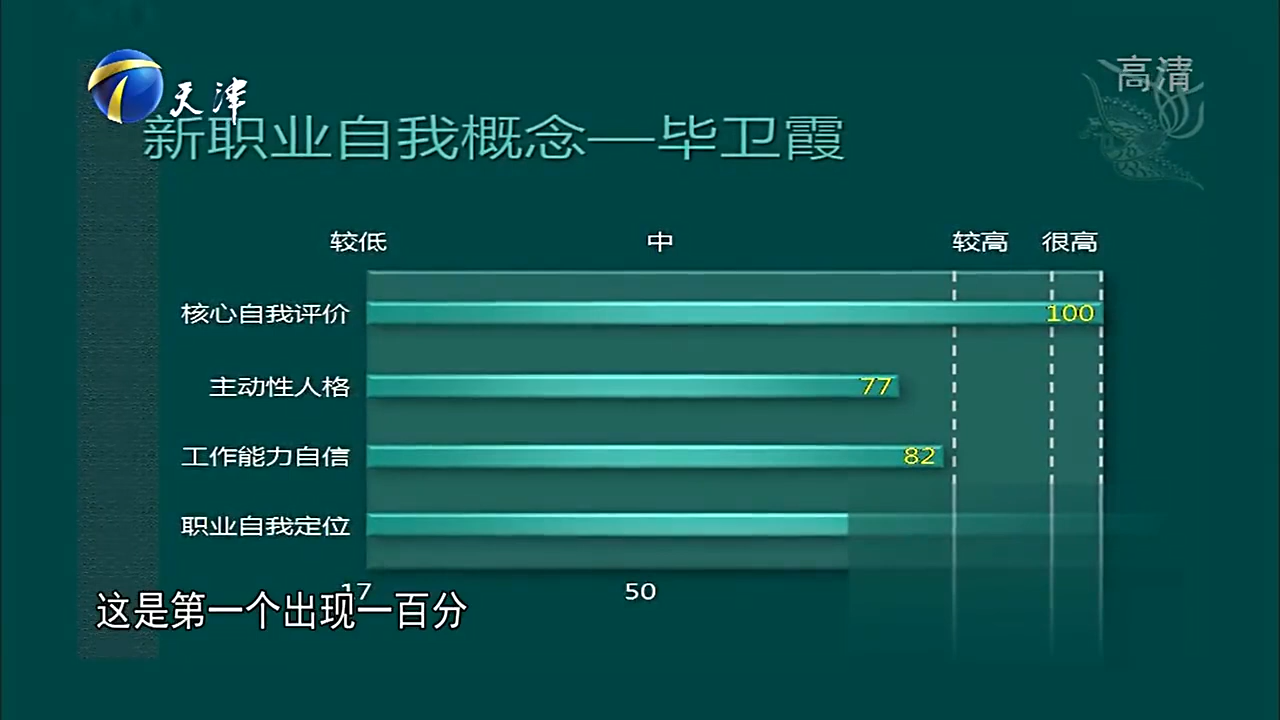 天津
高清
新职业自我概念—毕卫霞
较低 中 较高 很高
核心自我评价 100
主动性人格 77
工作能力自信 82
职业自我定位
17 50
这是第一个出现一百分